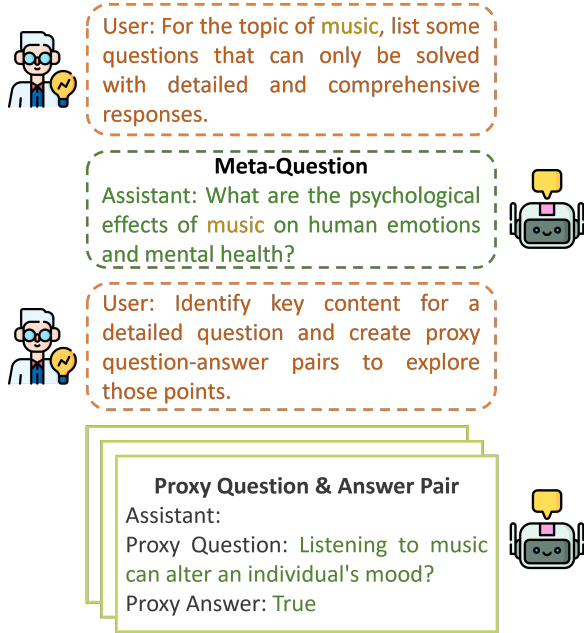 User: For the topic of music, list some
questions that can only be solved
with detailed and comprehensive
responses.
Meta-Question
Assistant: What are the psychological
effects of music on human emotions
and mental health?
User: Identify key content for a
detailed question and create proxy
question-answer pairs to explore
those points.
Proxy Question & Answer Pair
Assistant:
Proxy Question: Listening to music
can alter an individual's mood?
Proxy Answer: True